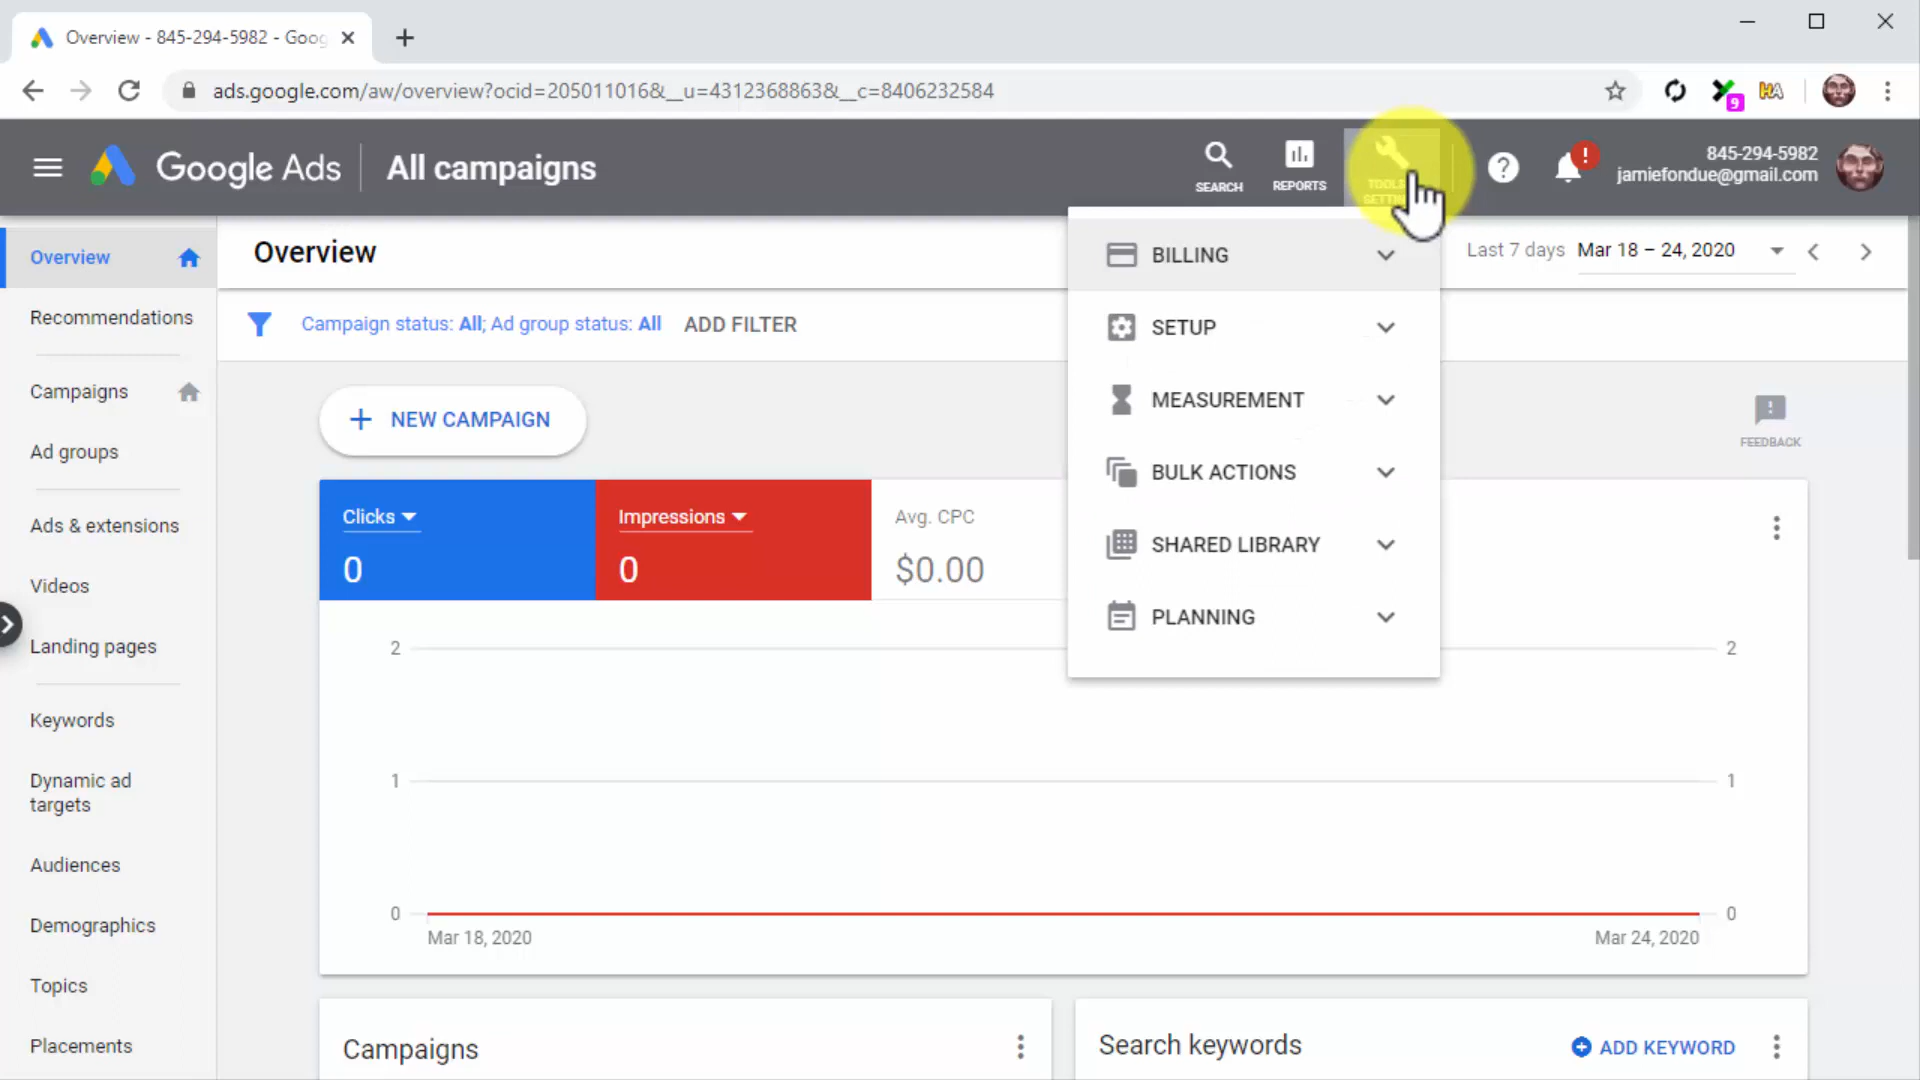 Overview - 845-294-5982 - Goog
ads.google.com/aw/overview?ocid=205011016&__u=4312368863&__c=8406232584
9
HA
Google Ads
All campaigns
SEARCH
REPORTS
?
!
845-294-5982
jamiefondue@gmail.com
Overview
Recommendations
Campaigns
Ad groups
Ads & extensions
Videos
Landing pages
Keywords
Dynamic ad
targets
Audiences
Demographics
Topics
Placements
Overview
Last 7 days Mar 18 – 24, 2020
Campaign status: All; Ad group status: All ADD FILTER
BILLING
SETUP
MEASUREMENT
BULK ACTIONS
SHARED LIBRARY
PLANNING
NEW CAMPAIGN
FEEDBACK
Clicks
0
Impressions
0
Avg. CPC
$0.00
2 2
1 1
0 0
Mar 18, 2020 Mar 24, 2020
Campaigns
Search keywords
ADD KEYWORD